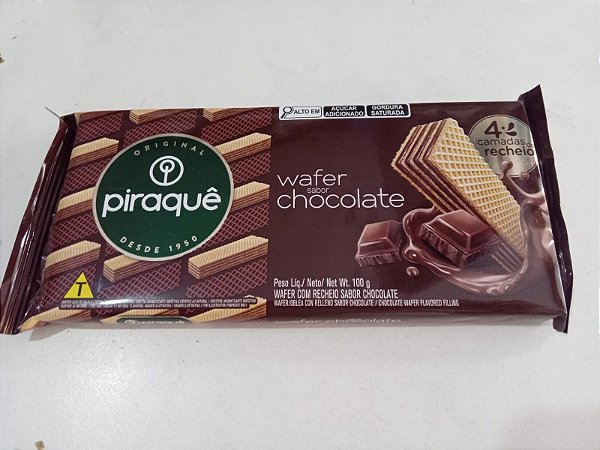 ORIGINAL
piraquê
DESDE 1950
ALTO EM
AÇÚCAR
ADICIONADO
GORDURA
SATURADA
4
camadas
recheio
wafer
sabor
chocolate
T
Peso Líq./ Neto/ Net Wt. 100 g
WAFER COM RECHEIO SABOR CHOCOLATE
WAFER/OBLEA CON RELLENO SABOR CHOCOLATE / CHOCOLATE WAFER FLAVORED FILLING